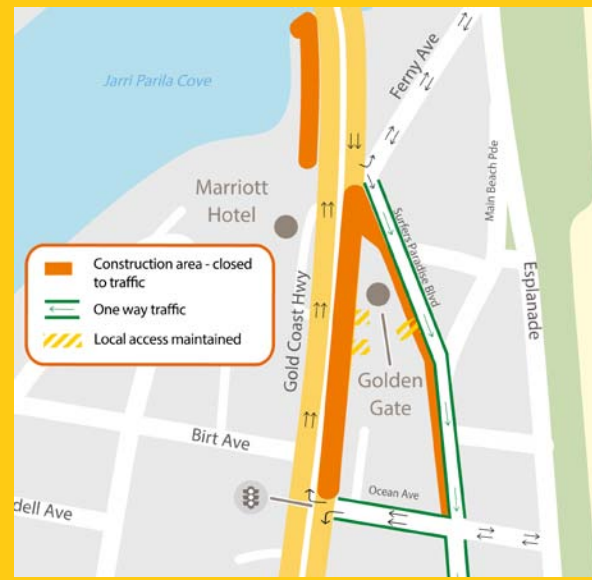 Jarri Parila Cove
Ferny Ave
Main Beach Pde
Marriott
Hotel
Surfers Paradise Blvd
Construction area - closed
to traffic
One way traffic
Local access maintained
Gold Coast Hwy
Esplanade
Golden
Gate
Birt Ave
Ocean Ave
dell Ave